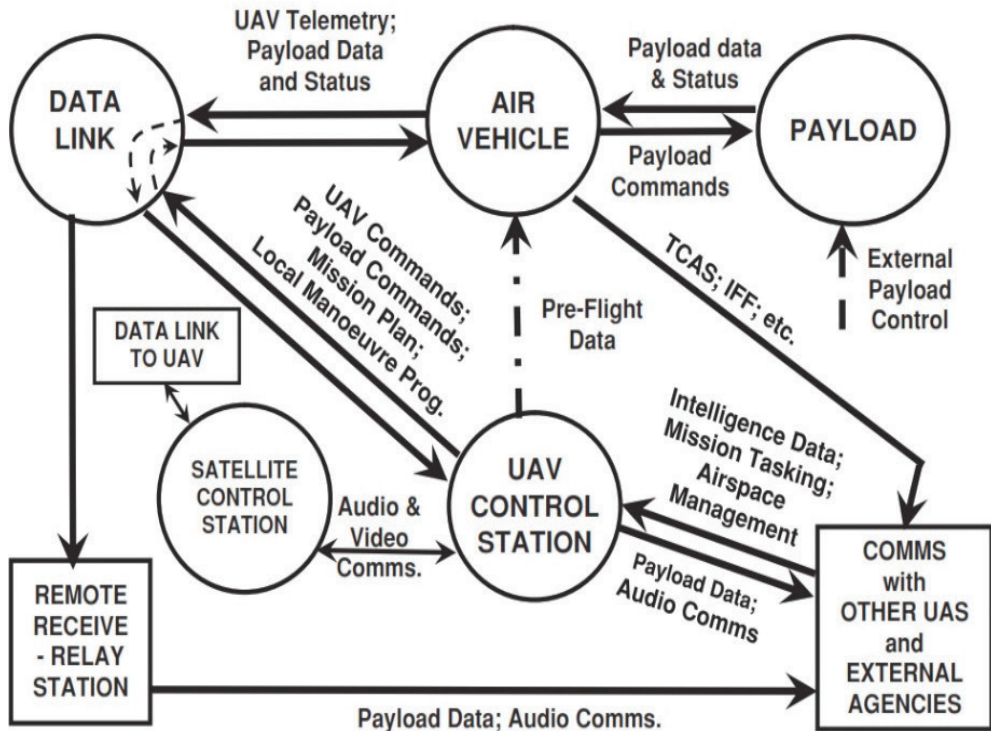 UAV Telemetry;
Payload Data
and Status
DATA
LINK
AIR
VEHICLE
Payload data
& Status
PAYLOAD
Payload
Commands
UAV Commands;
Payload Commands;
Mission Plan;
Local Manoeuvre Prog.
TCAS; IFF; etc.
External
Payload
Control
Pre-Flight
Data
DATA LINK
TO UAV
SATELLITE
CONTROL
STATION
Audio &
Video
Comms.
UAV
CONTROL
STATION
Intelligence Data;
Mission Tasking;
Airspace
Management
Payload Data;
Audio Comms
REMOTE
RECEIVE
- RELAY
STATION
COMMS
with
OTHER UAS
and
EXTERNAL
AGENCIES
Payload Data; Audio Comms.